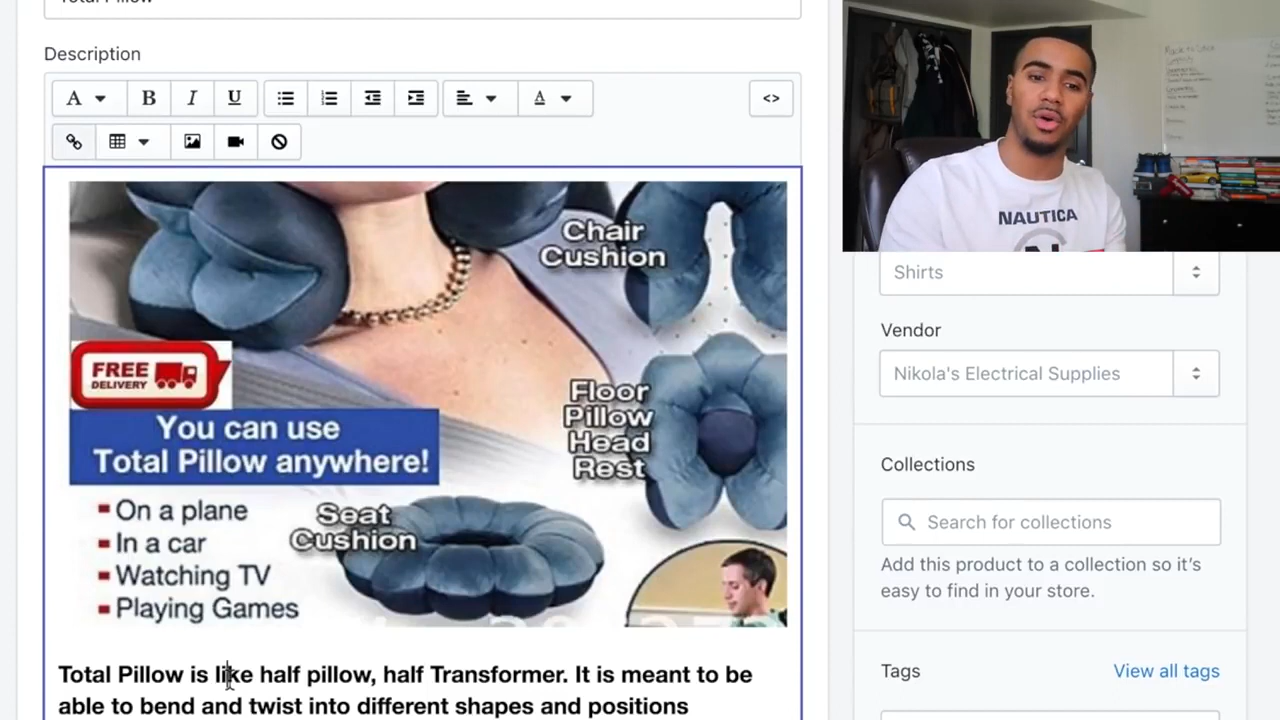 Total Pillow
Description
A
B
I
U
A
<>
Chair
Cushion
FREE
DELIVERY
You can use
Total Pillow anywhere!
Floor
Pillow
Head
Rest
On a plane
In a car
Watching TV
Playing Games
Seat
Cushion
Total Pillow is like half pillow, half Transformer. It is meant to be
able to bend and twist into different shapes and positions
NAUTICA
Shirts
Vendor
Nikola's Electrical Supplies
Collections
Search for collections
Add this product to a collection so it's
easy to find in your store.
Tags
View all tags